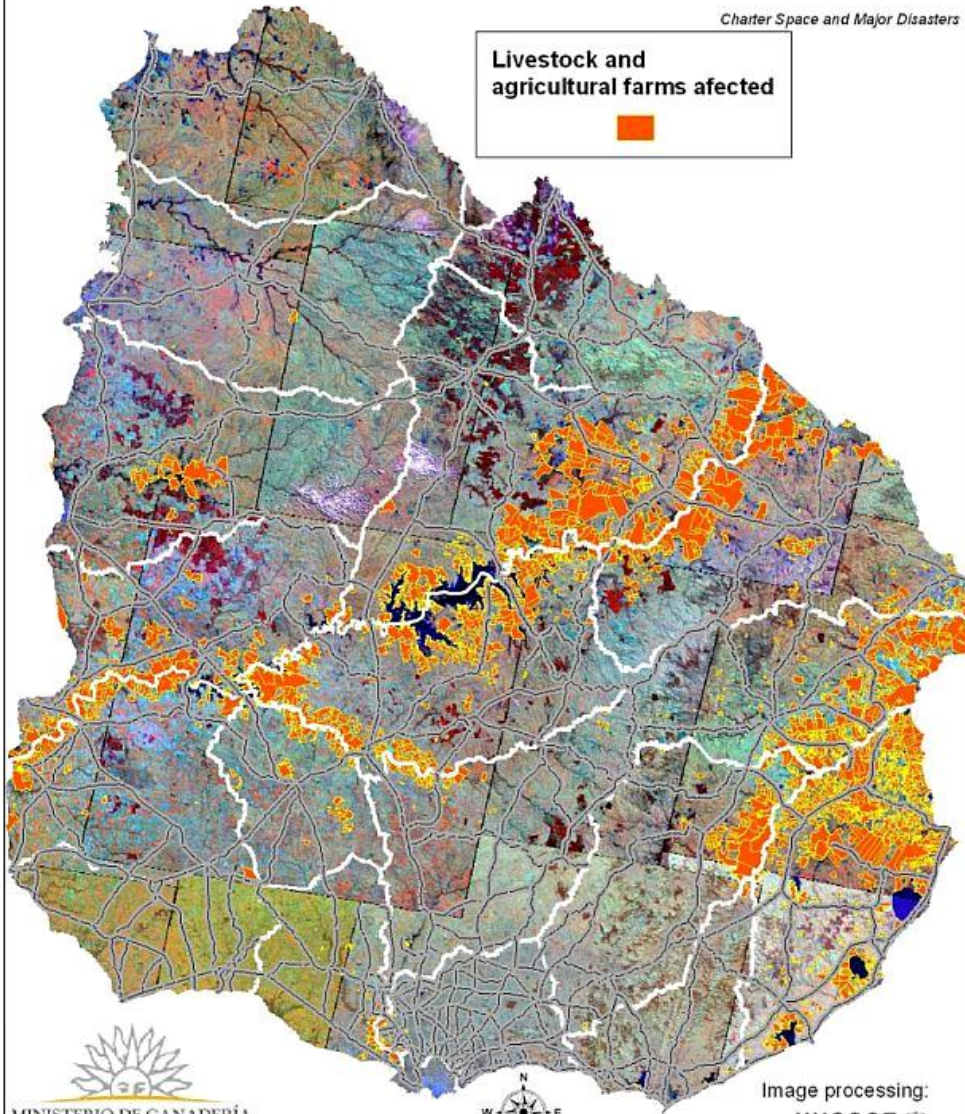 Charter Space and Major Disasters
Livestock and
agricultural farms afected
MINISTERIO DE GANADERÍA
N
W E
Image processing: